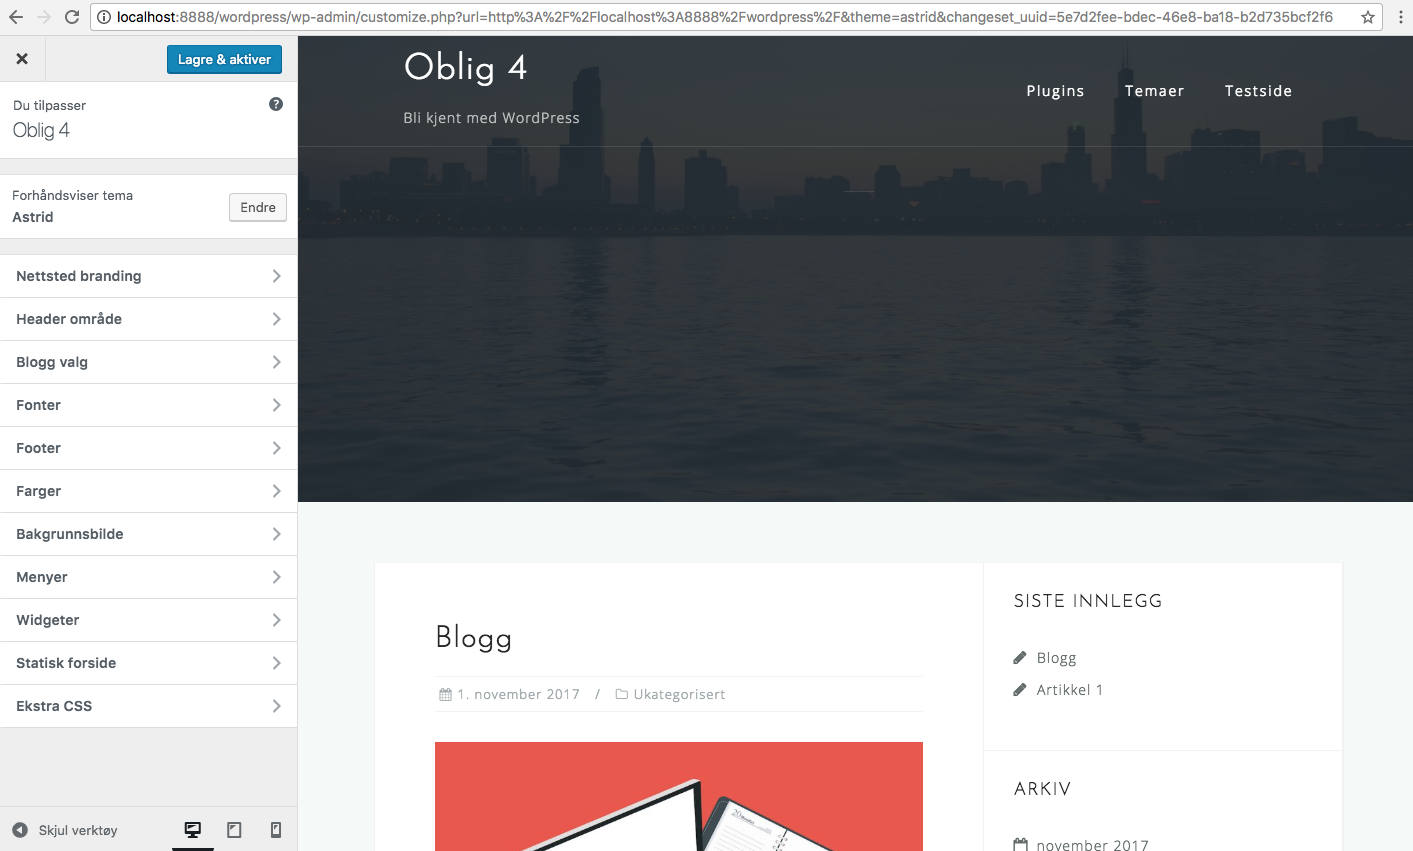 localhost:8888/wordpress/wp-admin/customize.php?url=http%3A%2F%2Flocalhost%3A8888%2Fwordpress%2F&theme=astrid&changeset_uuid=5e7d2fee-bdec-46e8-ba18-b2d735bcf2f6
Lagre & aktiver
Du tilpasser
Oblig 4
Forhåndsviser tema
Astrid
Endre
Nettsted branding
Header område
Blogg valg
Fonter
Footer
Farger
Bakgrunnsbilde
Menyer
Widgeter
Statisk forside
Ekstra CSS
Skjul verktøy
Oblig 4
Bli kjent med WordPress
Plugins Temaer Testside
Blogg
1. november 2017 / Ukategorisert
20
SISTE INNLEGG
Blogg
Artikkel 1
ARKIV
november 2017